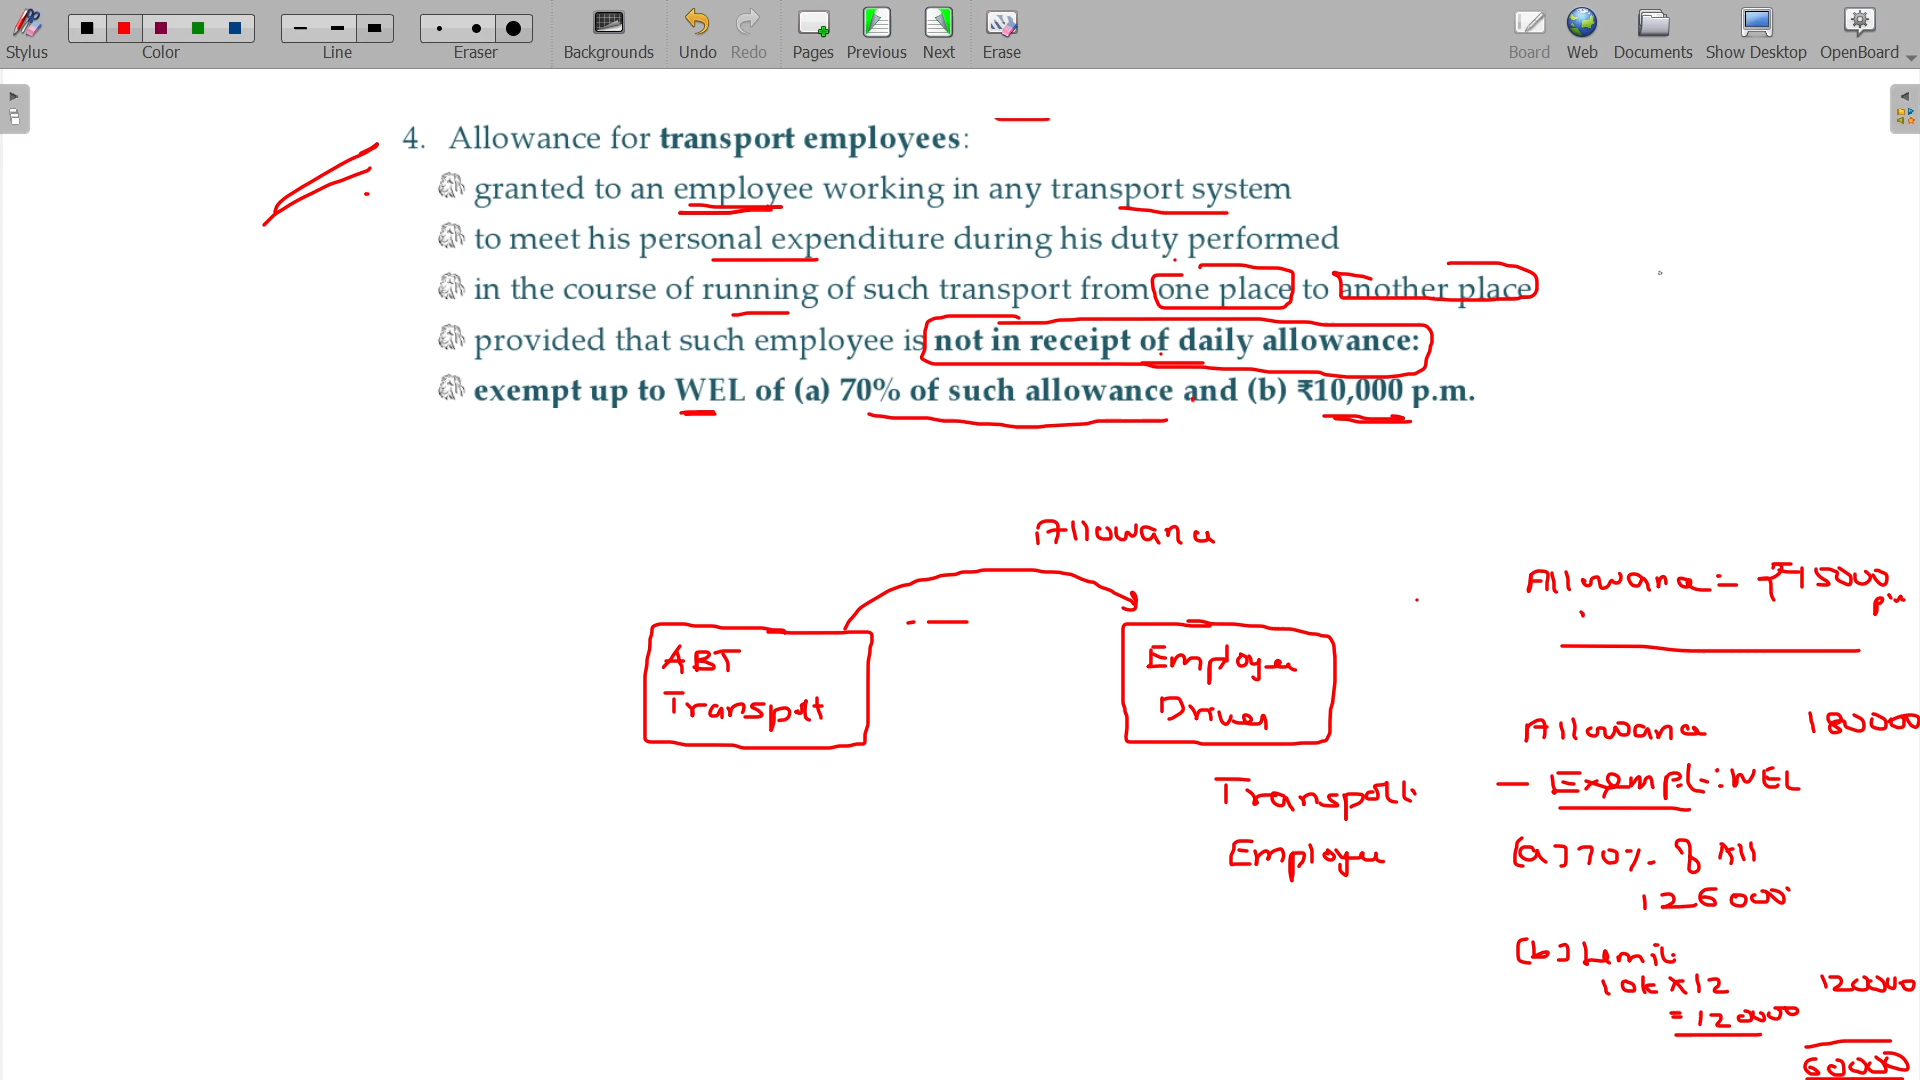 Stylus
Color
Line
Eraser
Backgrounds
Undo
Redo
Pages
Previous
Next
Erase
Board
Web
Documents
Show Desktop
OpenBoard
4. Allowance for transport employees:
granted to an employee working in any transport system
to meet his personal expenditure during his duty performed
in the course of running of such transport from one place to another place
provided that such employee is not in receipt of daily allowance:
exempt up to WEL of (a) 70% of such allowance and (b) ₹10,000 p.m.
Allowance
ABT
Transport
Employee
Driver
Transport
Employee
Allowance = ₹15000
p.m
Allowance 180000
- Exempt: WEL
(a) 70% of All
126000
(b) Limit
10k x 12 120000
= 120000
60000